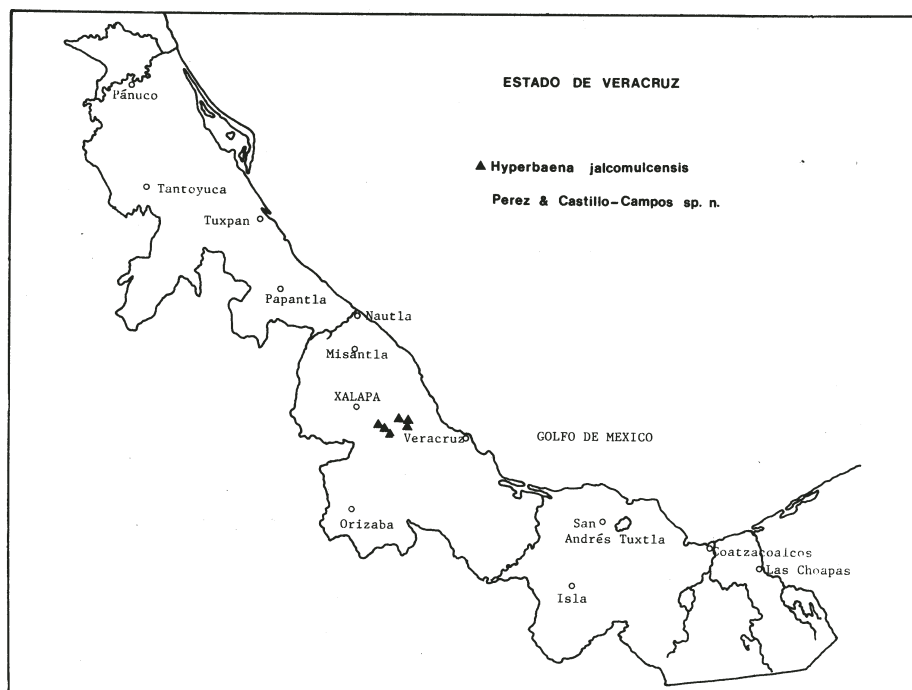 ESTADO DE VERACRUZ
▲ Hyperbaena jalcomulcensis
Perez & Castillo-Campos sp. n.
Pánuco
Tantoyuca
Tuxpan
Papantla
Nautla
Misantla
XALAPA
Veracruz
GOLFO DE MEXICO
Orizaba
San
Andrés Tuxtla
Coatzacoalcos
Las Choapas
Isla